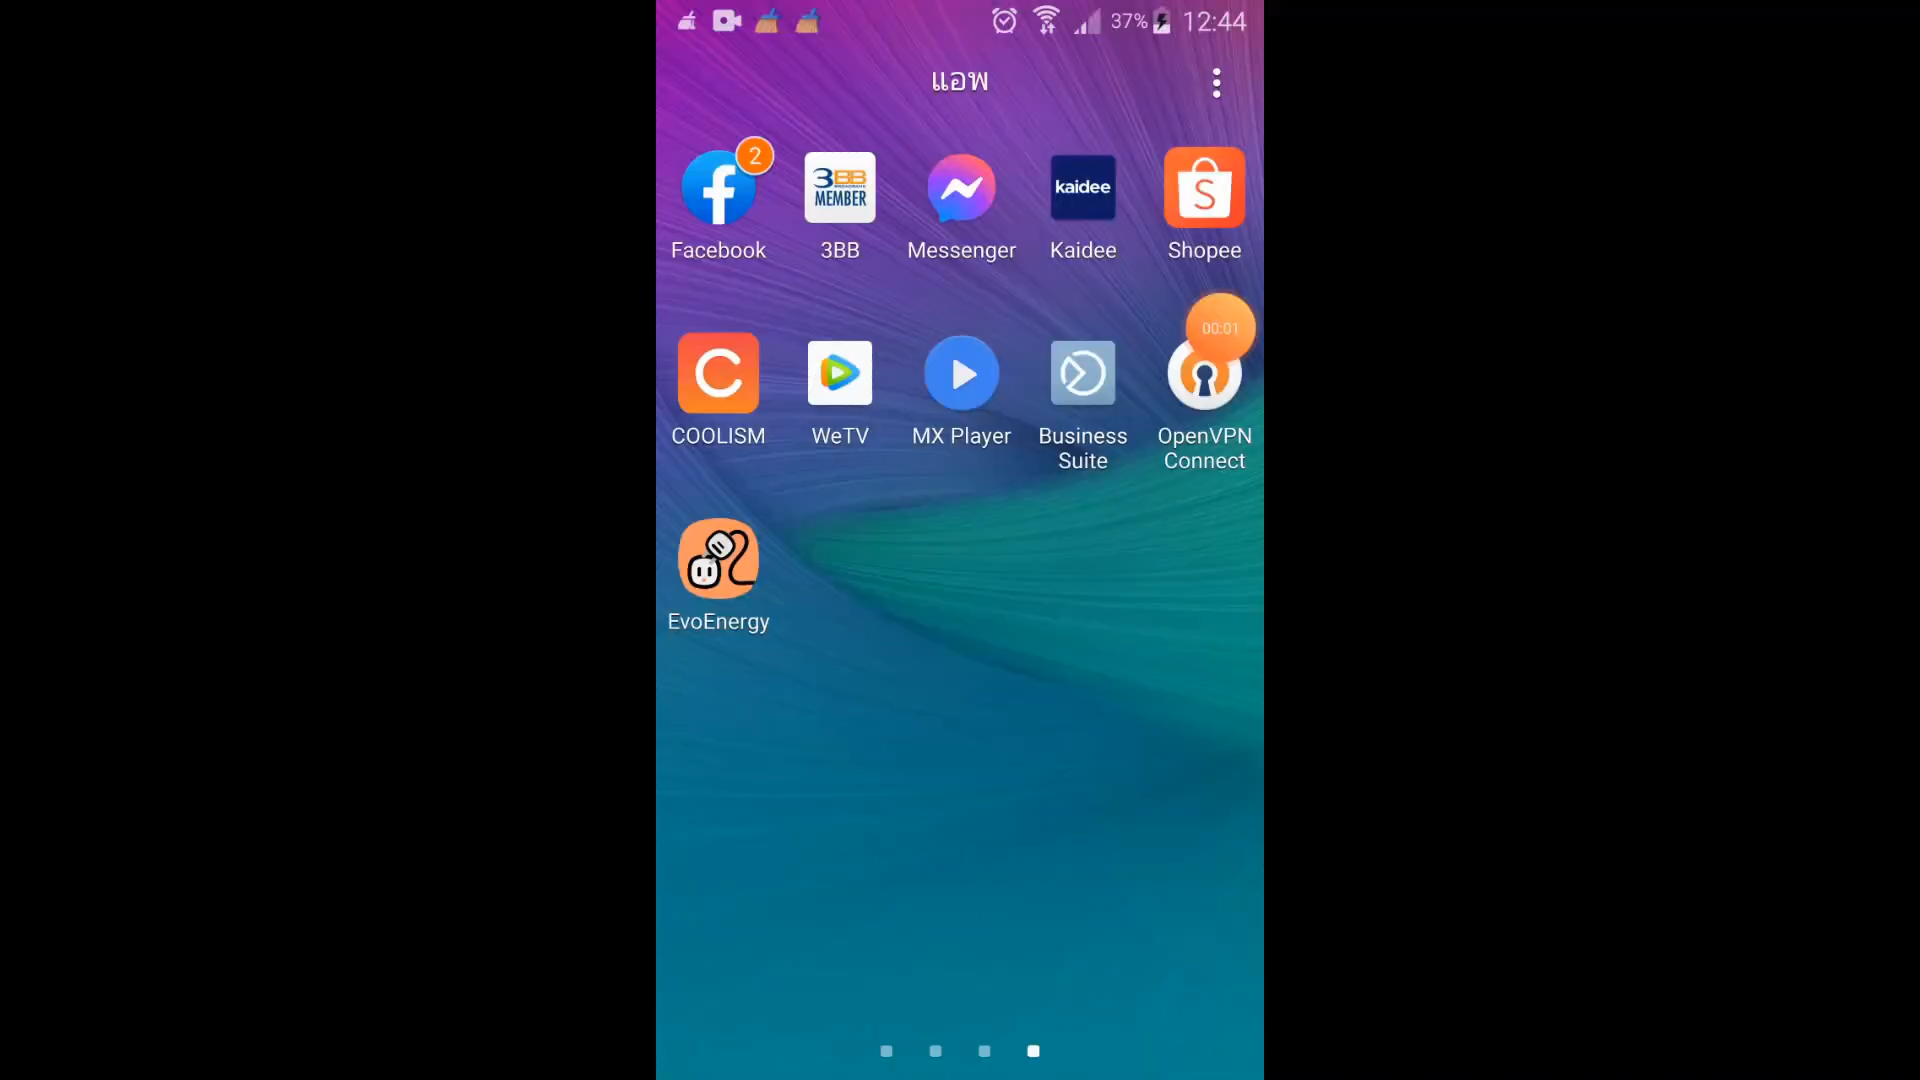 37% 12:44
แอพ
2
3BB
BROADBAND
MEMBER
kaidee
S
Facebook 3BB Messenger Kaidee Shopee
00:01
C
COOLISM WeTV MX Player Business Suite OpenVPN Connect
EvoEnergy